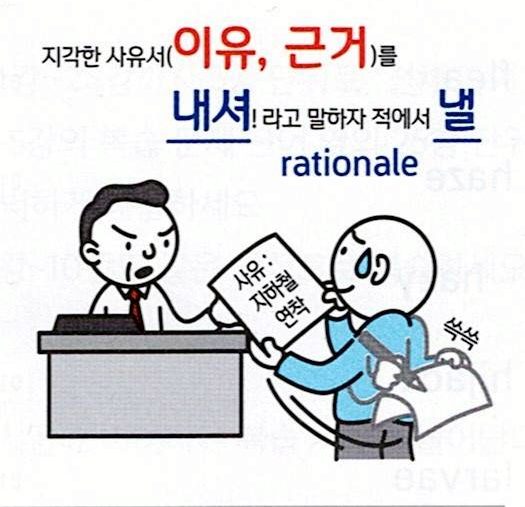 지각한 사유서(이유, 근거)를
내셔! 라고 말하자 적에서 낼
rationale
사유 :
지하철
연착
쓱쓱